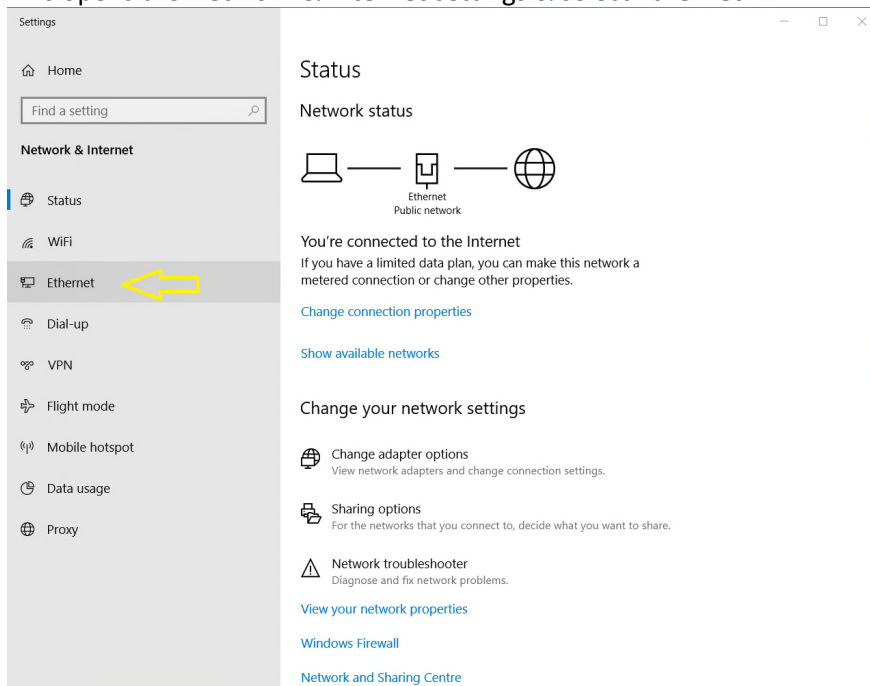 Settings
Home
Find a setting
Network & Internet
Status
WiFi
Ethernet
Dial-up
VPN
Flight mode
Mobile hotspot
Data usage
Proxy
Status
Network status
Ethernet
Public network
You're connected to the Internet
If you have a limited data plan, you can make this network a
metered connection or change other properties.
Change connection properties
Show available networks
Change your network settings
Change adapter options
View network adapters and change connection settings.
Sharing options
For the networks that you connect to, decide what you want to share.
Network troubleshooter
Diagnose and fix network problems.
View your network properties
Windows Firewall
Network and Sharing Centre